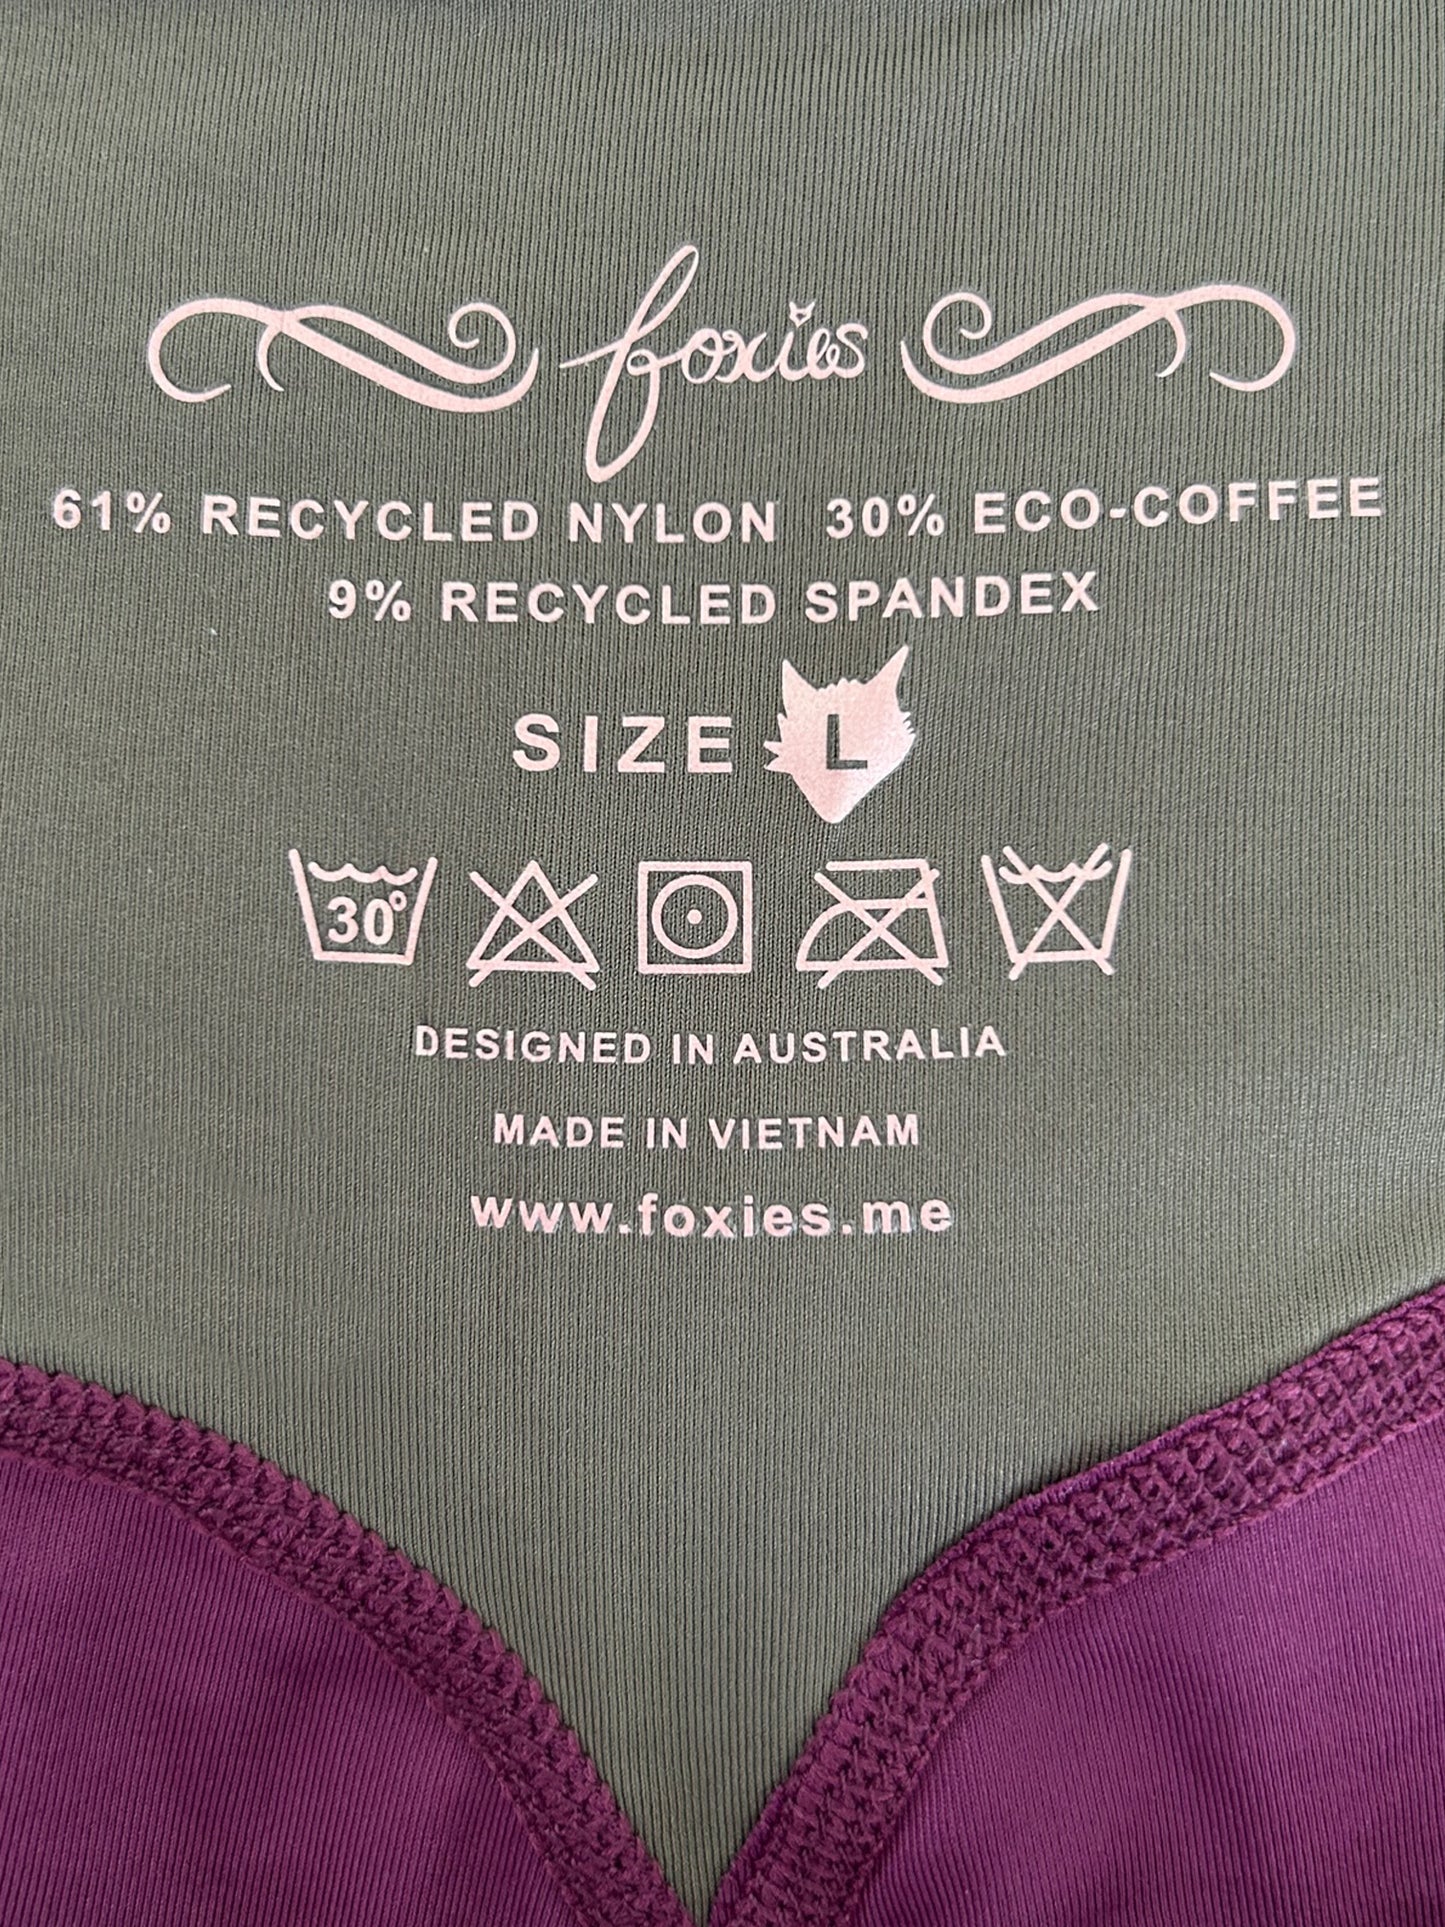 foxies
61% RECYCLED NYLON 30% ECO-COFFEE
9% RECYCLED SPANDEX
SIZE L
30°
DESIGNED IN AUSTRALIA
MADE IN VIETNAM
www.foxies.me